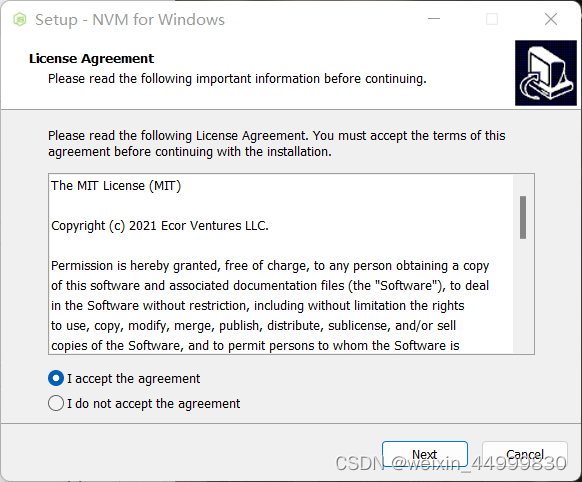 Setup - NVM for Windows
License Agreement
Please read the following important information before continuing.
Please read the following License Agreement. You must accept the terms of this
agreement before continuing with the installation.
The MIT License (MIT)
Copyright (c) 2021 Ecor Ventures LLC.
Permission is hereby granted, free of charge, to any person obtaining a copy
of this software and associated documentation files (the "Software"), to deal
in the Software without restriction, including without limitation the rights
to use, copy, modify, merge, publish, distribute, sublicense, and/or sell
copies of the Software, and to permit persons to whom the Software is
I accept the agreement
I do not accept the agreement
Next
Cancel
CSDN @weixin_44999830